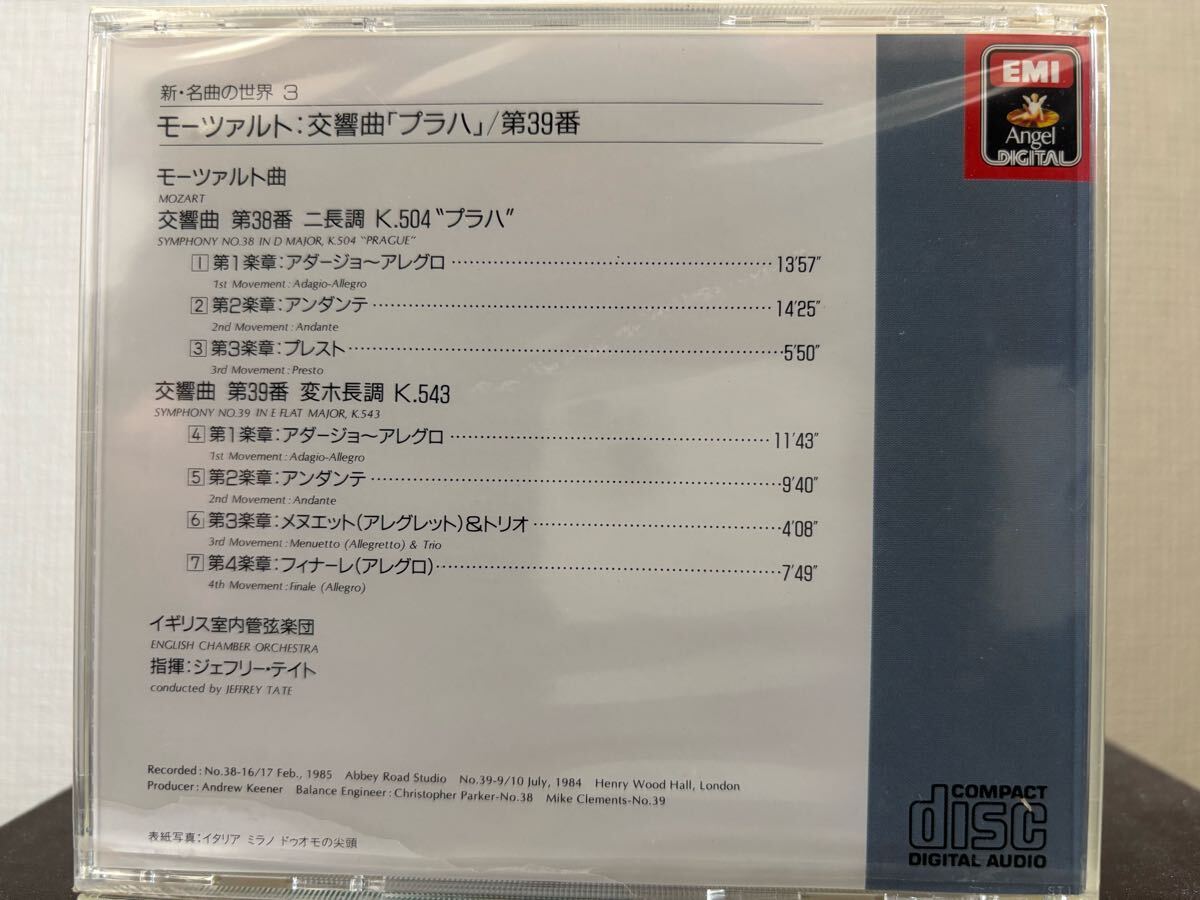 新・名曲の世界 3
モーツァルト:交響曲「プラハ」/第39番
EMI
Angel
DIGITAL
モーツァルト曲
MOZART
交響曲 第38番 ニ長調 K.504 “プラハ”
SYMPHONY NO.38 IN D MAJOR, K.504 “PRAGUE”
1 第1楽章:アダージョ〜アレグロ 13'57"
1st Movement: Adagio-Allegro
2 第2楽章:アンダンテ 14'25"
2nd Movement: Andante
3 第3楽章:プレスト 5'50"
3rd Movement: Presto
交響曲 第39番 変ホ長調 K.543
SYMPHONY NO.39 IN E FLAT MAJOR, K.543
4 第1楽章:アダージョ〜アレグロ 11'43"
1st Movement: Adagio-Allegro
5 第2楽章:アンダンテ 9'40"
2nd Movement: Andante
6 第3楽章:メヌエット(アレグレット)&トリオ 4'08"
3rd Movement: Menuetto (Allegretto) & Trio
7 第4楽章:フィナーレ(アレグロ) 7'49"
4th Movement: Finale (Allegro)
イギリス室内管弦楽団
ENGLISH CHAMBER ORCHESTRA
指揮:ジェフリー・テイト
conducted by JEFFREY TATE
Recorded: No.38-16/17 Feb., 1985 Abbey Road Studio No.39-9/10 July, 1984 Henry Wood Hall, London
Producer: Andrew Keener Balance Engineer: Christopher Parker-No.38 Mike Clements-No.39
表紙写真:イタリア ミラノ ドゥオモの尖頭
COMPACT
disc
DIGITAL AUDIO